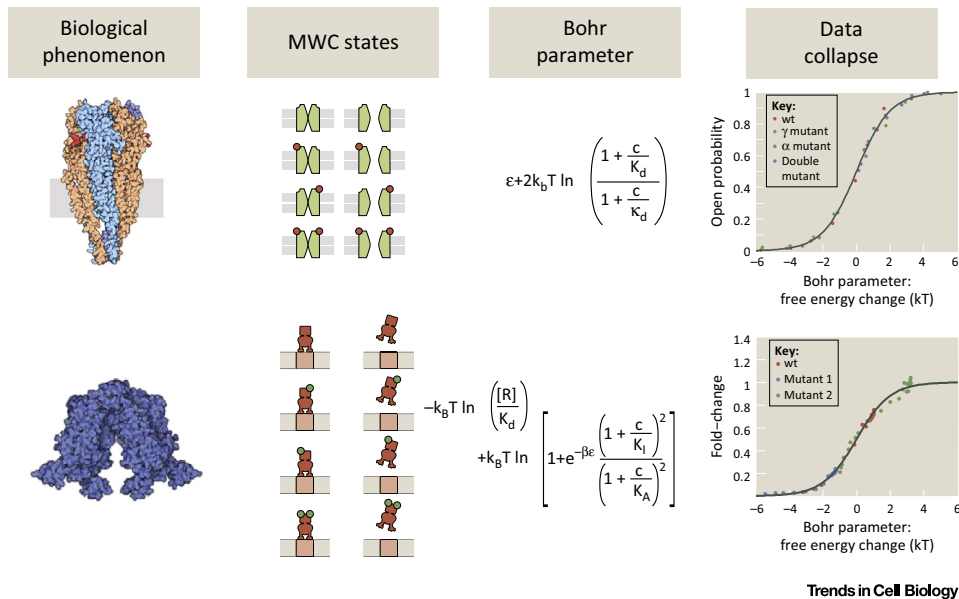 Biological
phenomenon
MWC states
Bohr
parameter
Data
collapse
ε+2k_bT ln (1 + c/K_d / 1 + c/κ_d)
Open probability
1
0.8
0.6
0.4
0.2
0
Key:
wt
γ mutant
α mutant
Double
mutant
−6 −4 −2 0 2 4 6
Bohr parameter:
free energy change (kT)
−k_BT ln ([R]/K_d)
+k_BT ln [1+e^−βε (1 + c/K_I)^2 / (1 + c/K_A)^2]
Fold−change
1.4
1.2
1.0
0.8
0.6
0.4
0.2
Key:
wt
Mutant 1
Mutant 2
−6 −4 −2 0 2 4 6
Bohr parameter:
free energy change (kT)
Trends in Cell Biology